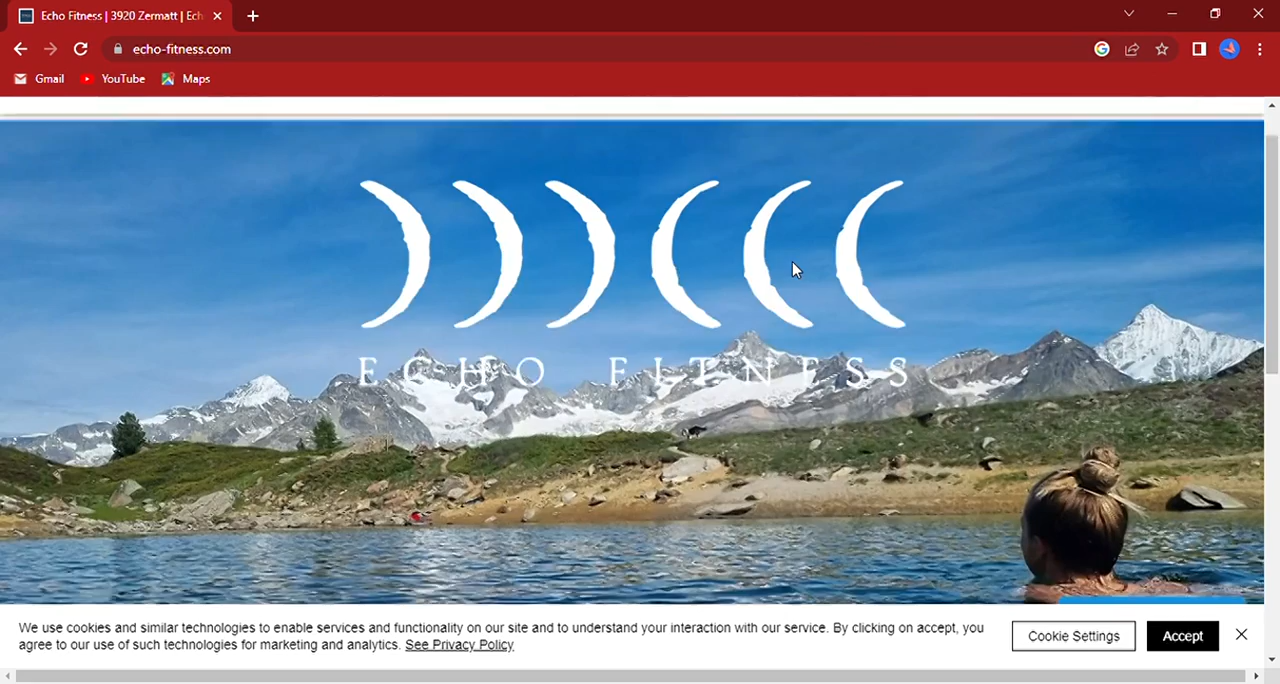 Echo Fitness | 3920 Zermatt | Ech
echo-fitness.com
Gmail YouTube Maps
ECHO FITNESS
We use cookies and similar technologies to enable services and functionality on our site and to understand your interaction with our service. By clicking on accept, you
agree to our use of such technologies for marketing and analytics. See Privacy Policy
Cookie Settings
Accept